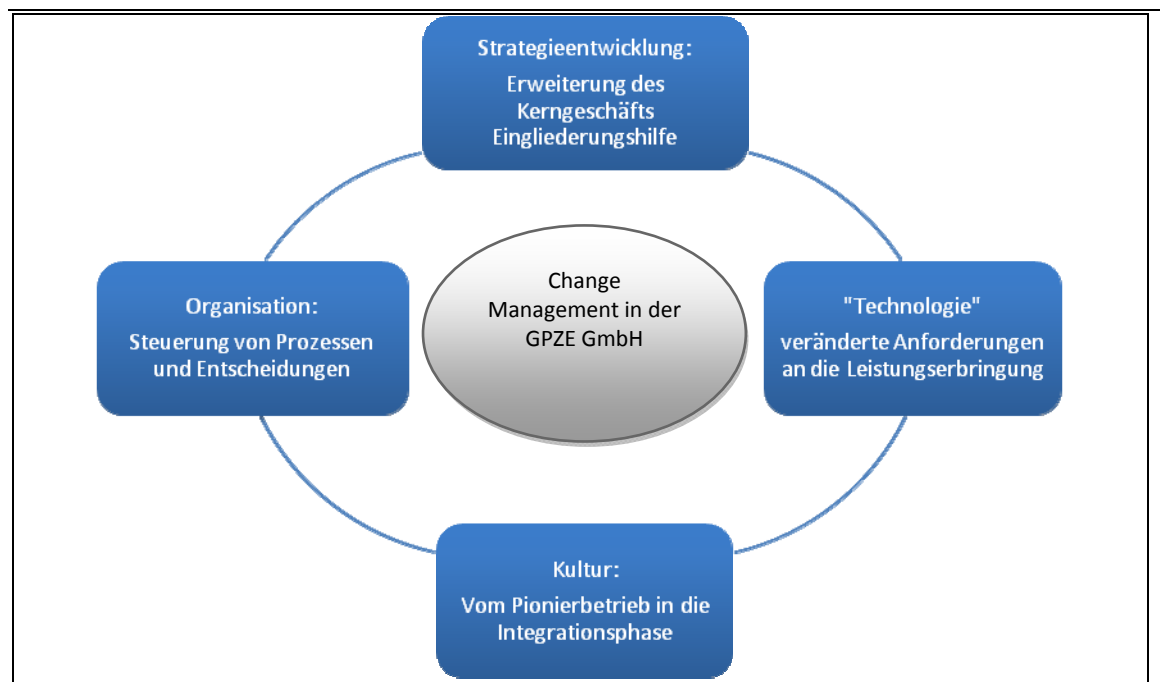 Strategieentwicklung:
Erweiterung des
Kerngeschäfts
Eingliederungshilfe
Organisation:
Steuerung von Prozessen
und Entscheidungen
Change
Management in der
GPZE GmbH
"Technologie"
veränderte Anforderungen
an die Leistungserbringung
Kultur:
Vom Pionierbetrieb in die
Integrationsphase